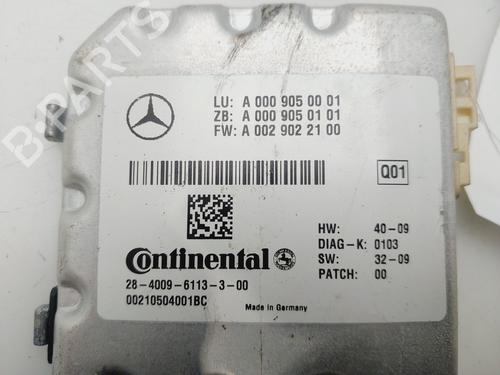 LU: A 000 905 00 01
ZB: A 000 905 01 01
FW: A 002 902 21 00
Q01
Continental
HW: 40-09
DIAG-K: 0103
SW: 32-09
PATCH: 00
28-4009-6113-3-00
00210504001BC
Made in Germany
B-PARTS